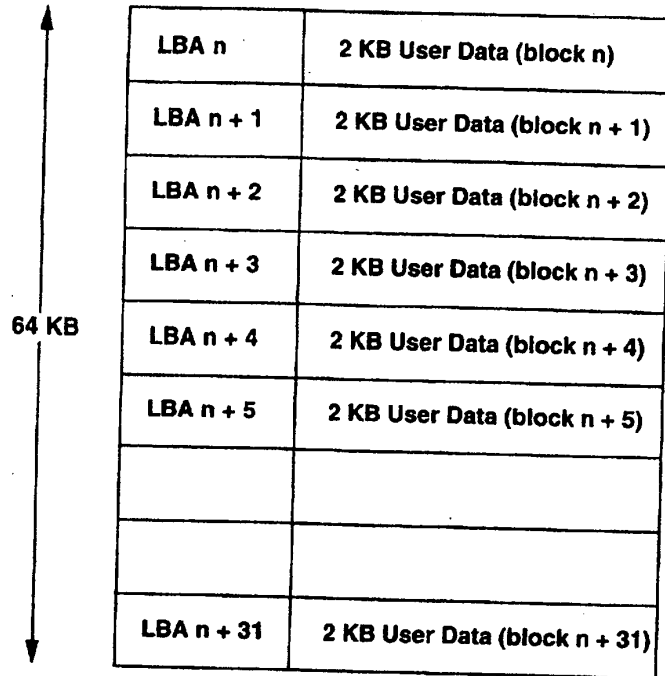 LBA n 2 KB User Data (block n)
LBA n + 1 2 KB User Data (block n + 1)
LBA n + 2 2 KB User Data (block n + 2)
LBA n + 3 2 KB User Data (block n + 3)
64 KB
LBA n + 4 2 KB User Data (block n + 4)
LBA n + 5 2 KB User Data (block n + 5)
LBA n + 31 2 KB User Data (block n + 31)